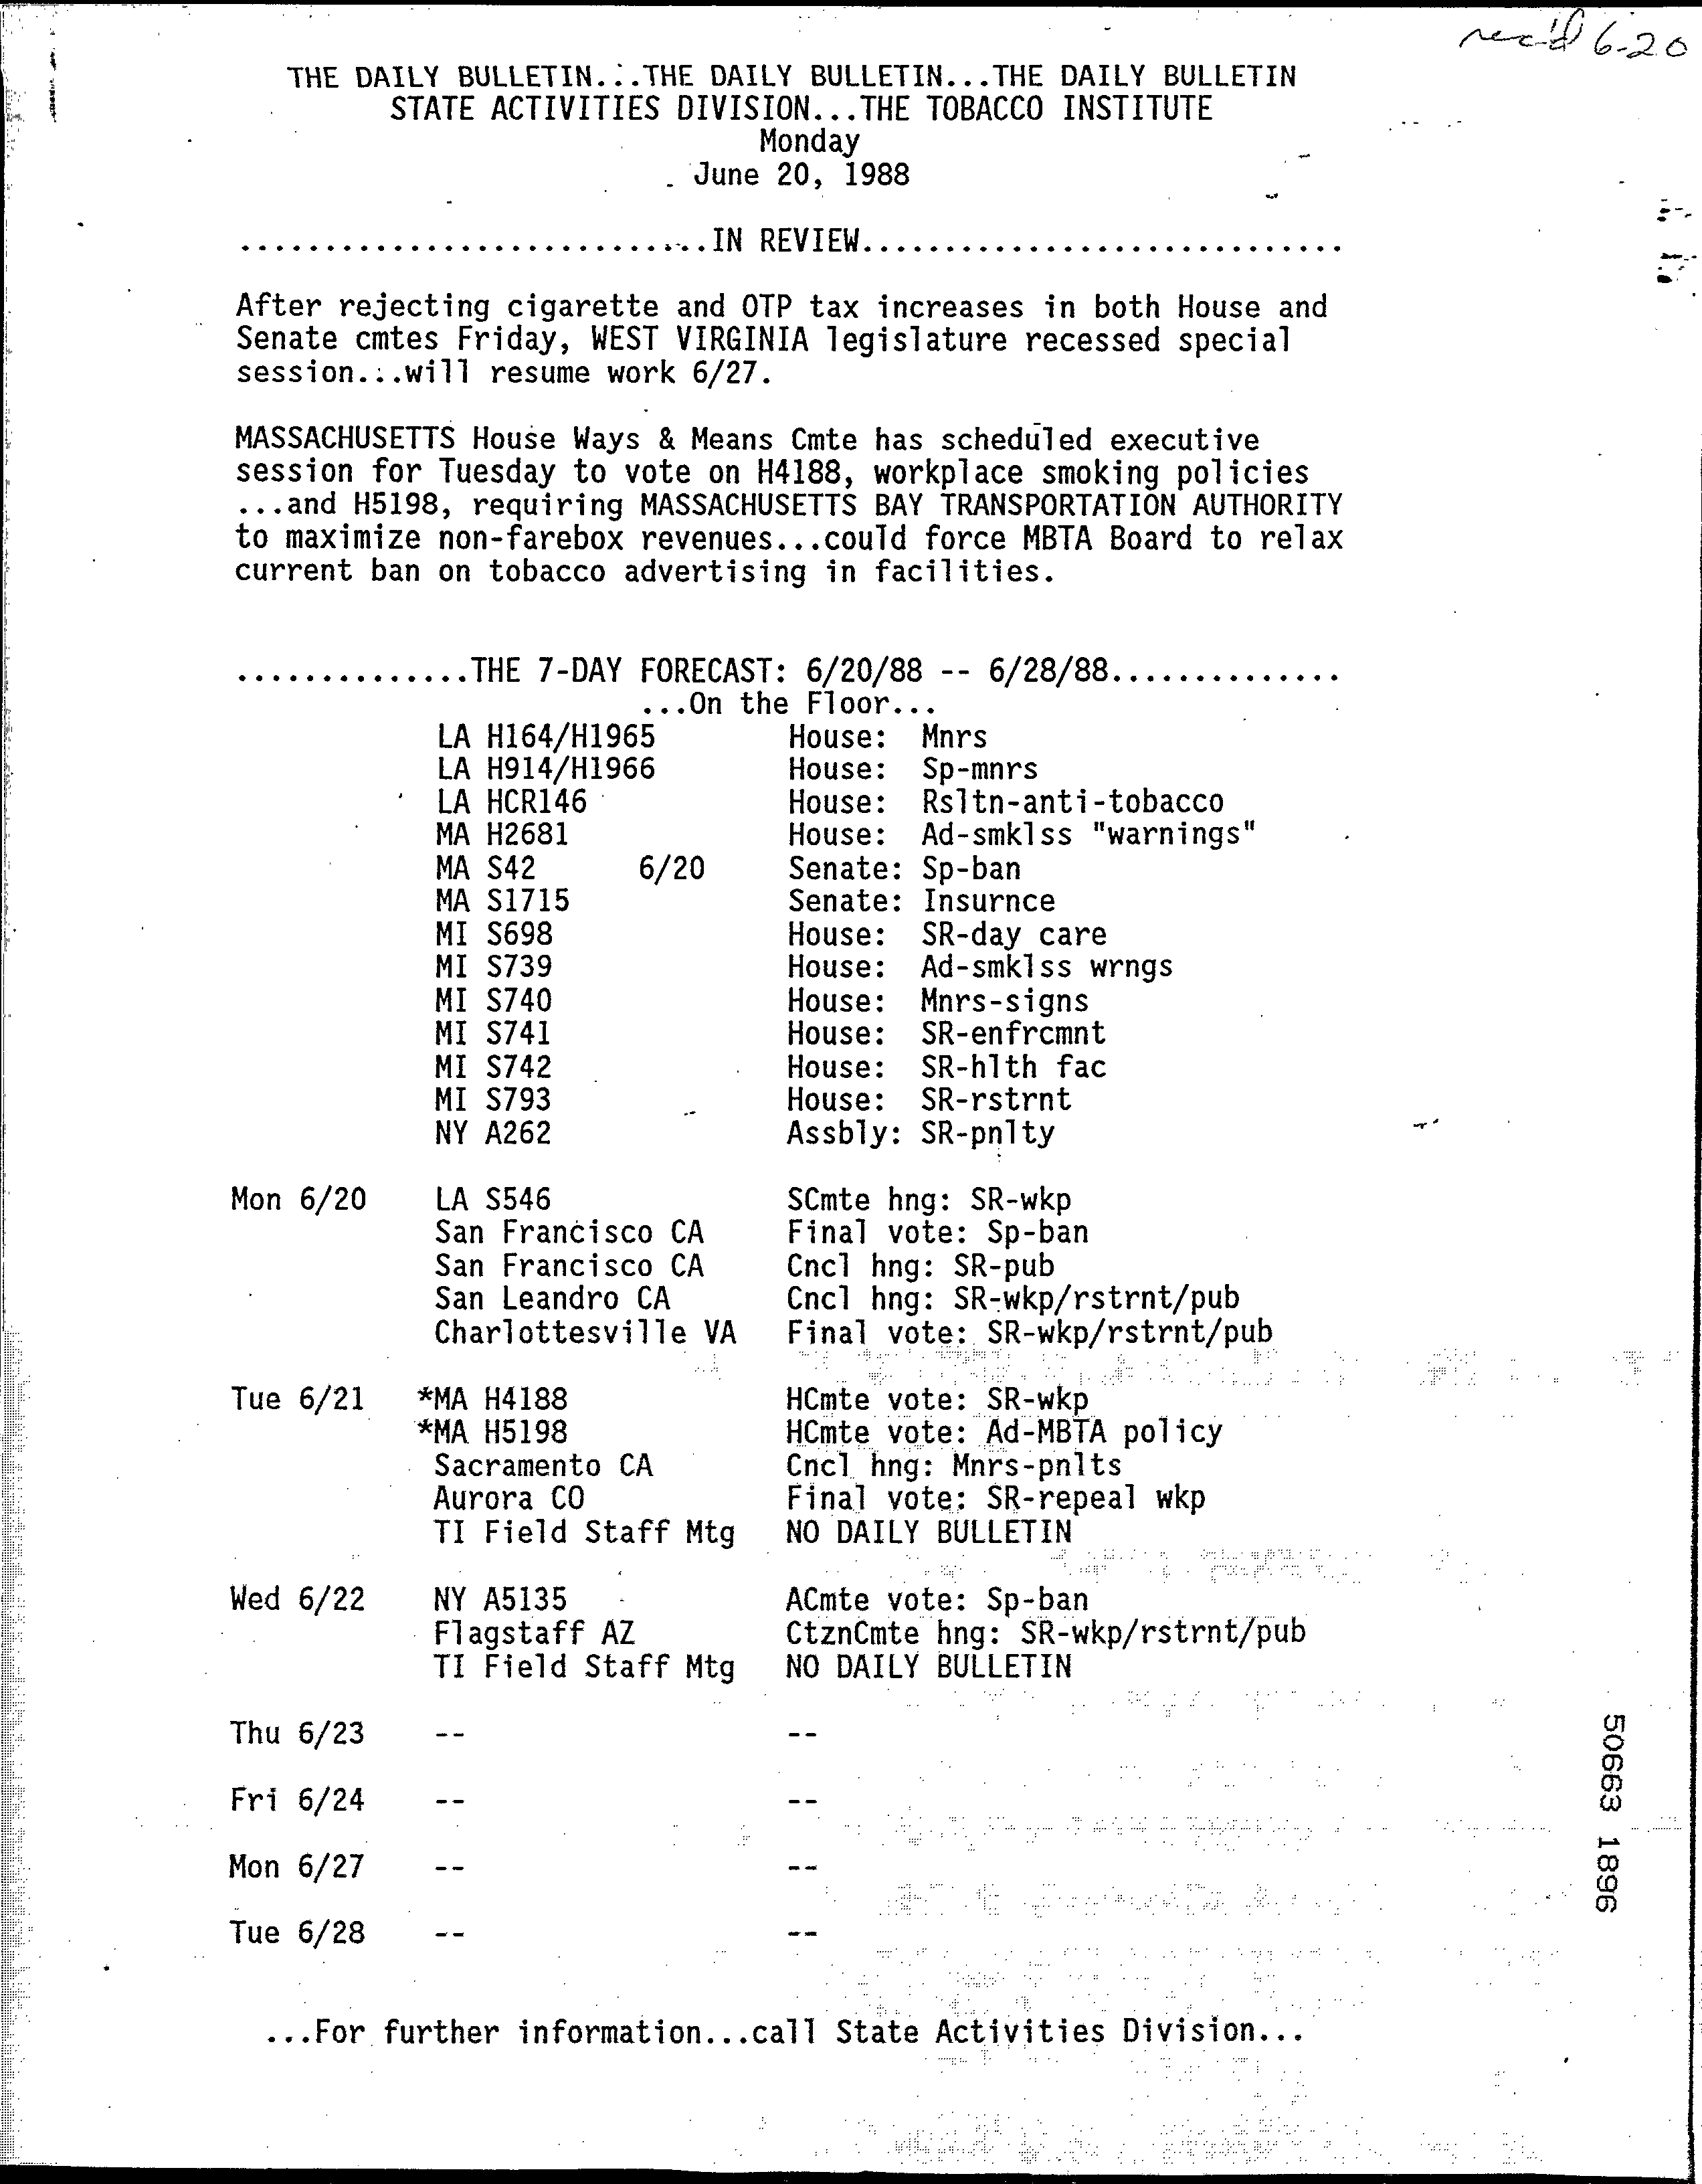 rec'd 6-20
THE DAILY BULLETIN...THE DAILY BULLETIN...THE DAILY BULLETIN
STATE ACTIVITIES DIVISION...THE TOBACCO INSTITUTE
Monday
June 20, 1988
.............................IN REVIEW.............................
After rejecting cigarette and OTP tax increases in both House and
Senate cmtes Friday, WEST VIRGINIA legislature recessed special
session...will resume work 6/27.
MASSACHUSETTS House Ways & Means Cmte has scheduled executive
session for Tuesday to vote on H4188, workplace smoking policies
...and H5198, requiring MASSACHUSETTS BAY TRANSPORTATION AUTHORITY
to maximize non-farebox revenues...could force MBTA Board to relax
current ban on tobacco advertising in facilities.
..............THE 7-DAY FORECAST: 6/20/88 -- 6/28/88..............
...On the Floor...
LA H164/H1965 House: Mnrs
LA H914/H1966 House: Sp-mnrs
LA HCR146 House: Rsltn-anti-tobacco
MA H2681 House: Ad-smklss "warnings"
MA S42 6/20 Senate: Sp-ban
MA S1715 Senate: Insurnce
MI S698 House: SR-day care
MI S739 House: Ad-smklss wrngs
MI S740 House: Mnrs-signs
MI S741 House: SR-enfrcmnt
MI S742 House: SR-hlth fac
MI S793 House: SR-rstrnt
NY A262 Assbly: SR-pnlty
Mon 6/20 LA S546 SCmte hng: SR-wkp
San Francisco CA Final vote: Sp-ban
San Francisco CA Cncl hng: SR-pub
San Leandro CA Cncl hng: SR-wkp/rstrnt/pub
Charlottesville VA Final vote: SR-wkp/rstrnt/pub
Tue 6/21 *MA H4188 HCmte vote: SR-wkp
*MA H5198 HCmte vote: Ad-MBTA policy
Sacramento CA Cncl hng: Mnrs-pnlts
Aurora CO Final vote: SR-repeal wkp
TI Field Staff Mtg NO DAILY BULLETIN
Wed 6/22 NY A5135 ACmte vote: Sp-ban
Flagstaff AZ CtznCmte hng: SR-wkp/rstrnt/pub
TI Field Staff Mtg NO DAILY BULLETIN
Thu 6/23 -- --
Fri 6/24 -- --
Mon 6/27 -- --
Tue 6/28 -- --
...For further information...call State Activities Division...
50663 1896